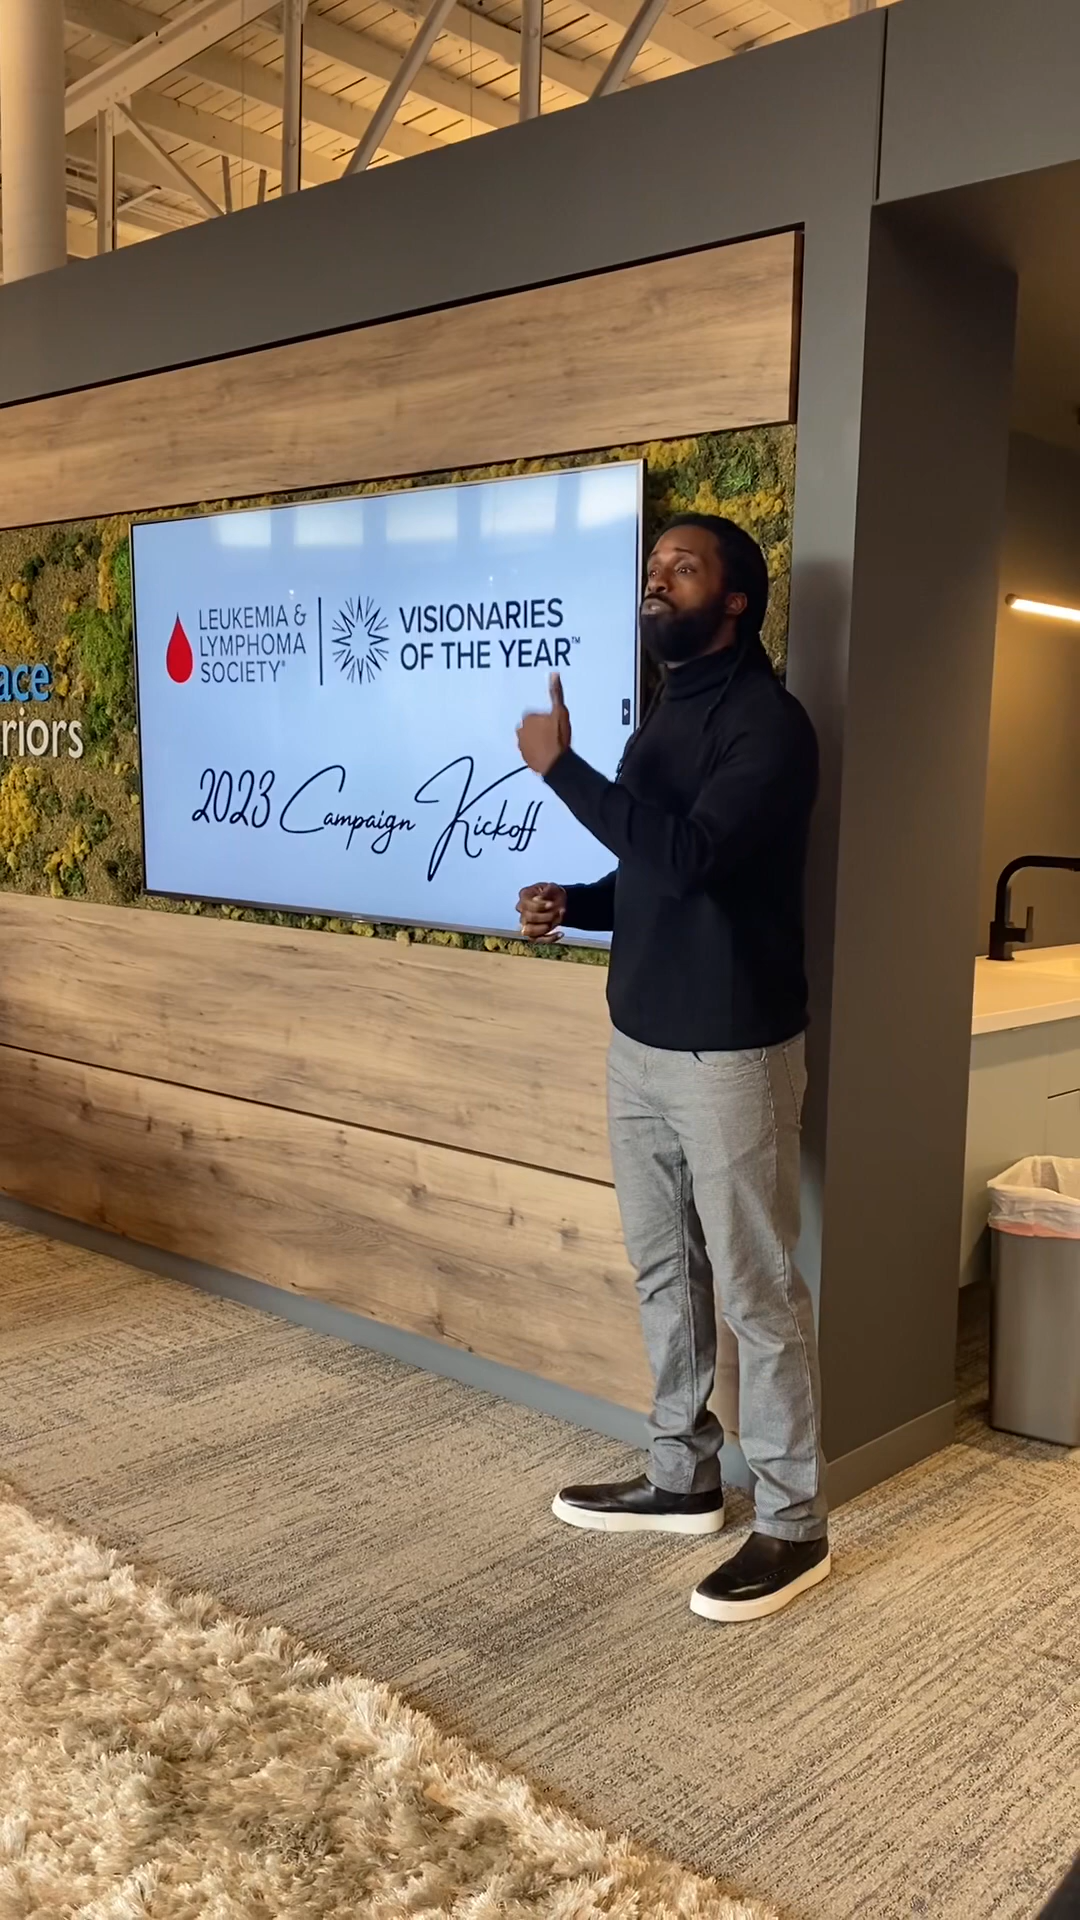 ace
riors
LEUKEMIA &
LYMPHOMA
SOCIETY®
VISIONARIES
OF THE YEAR™
2023 Campaign Kickoff